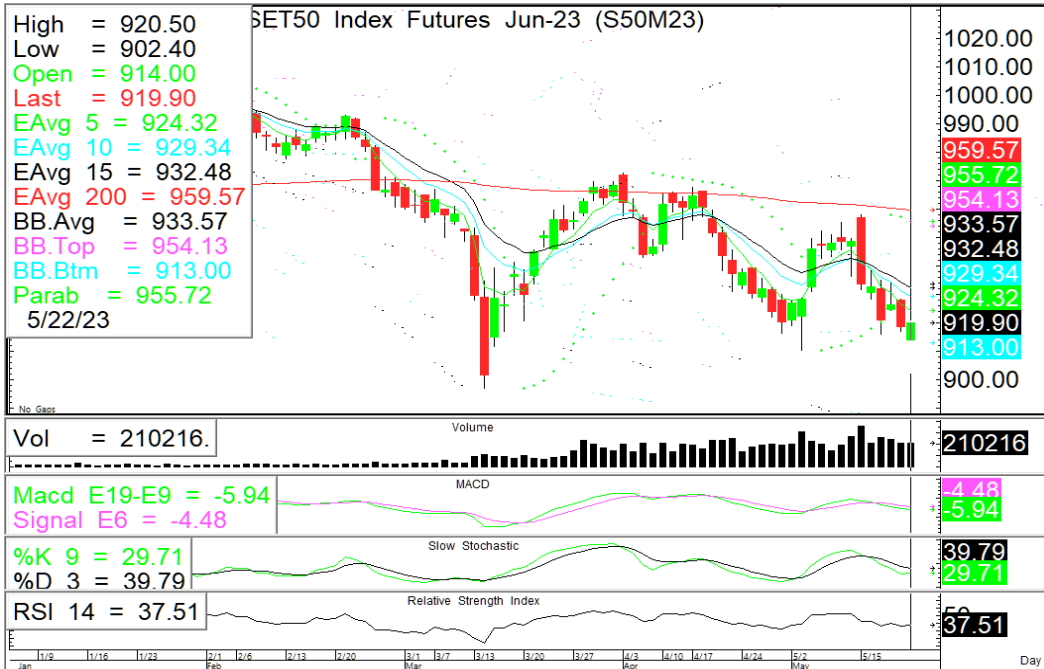 SET50 Index Futures Jun-23 (S50M23)
High = 920.50
Low = 902.40
Open = 914.00
Last = 919.90
EAvg 5 = 924.32
EAvg 10 = 929.34
EAvg 15 = 932.48
EAvg 200 = 959.57
BB.Avg = 933.57
BB.Top = 954.13
BB.Btm = 913.00
Parab = 955.72
5/22/23
1020.00
1010.00
1000.00
990.00
959.57
955.72
954.13
933.57
932.48
929.34
924.32
919.90
913.00
900.00
No Gaps
Volume
Vol = 210216.
210216
MACD
Macd E19-E9 = -5.94
Signal E6 = -4.48
-4.48
-5.94
Slow Stochastic
%K 9 = 29.71
%D 3 = 39.79
39.79
29.71
Relative Strength Index
RSI 14 = 37.51
50
37.51
1/9 1/16 1/23 2/1 2/6 2/13 2/20 3/1 3/7 3/13 3/20 3/27 4/3 4/10 4/17 5/2 5/15
Jan Feb Mar Apr May Day